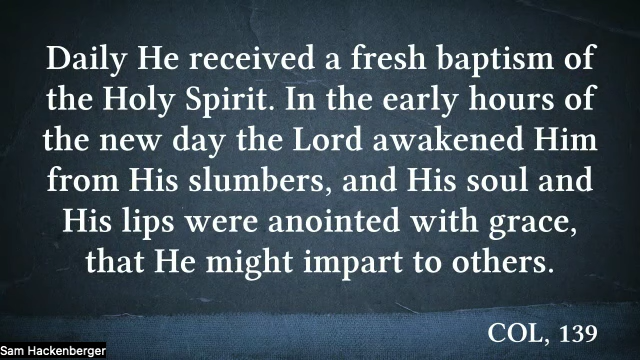 Daily He received a fresh baptism of
the Holy Spirit. In the early hours of
the new day the Lord awakened Him
from His slumbers, and His soul and
His lips were anointed with grace,
that He might impart to others.
COL, 139
Sam Hackenberger